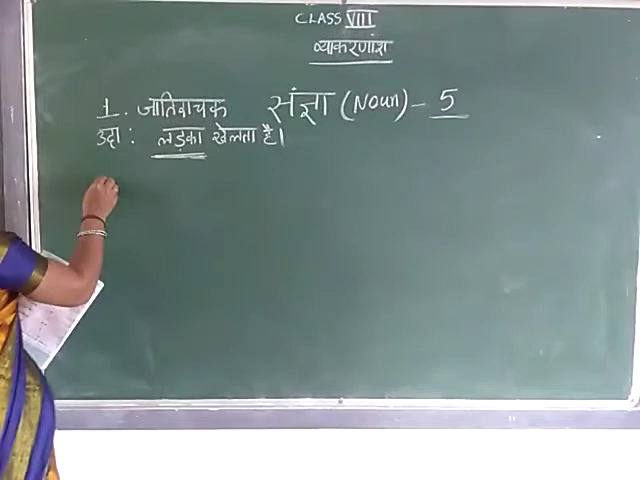 CLASS VIII
व्याकरणांश
संज्ञा (Noun) - 5
1. जातिवाचक
उदा: लड़का खेलता है।